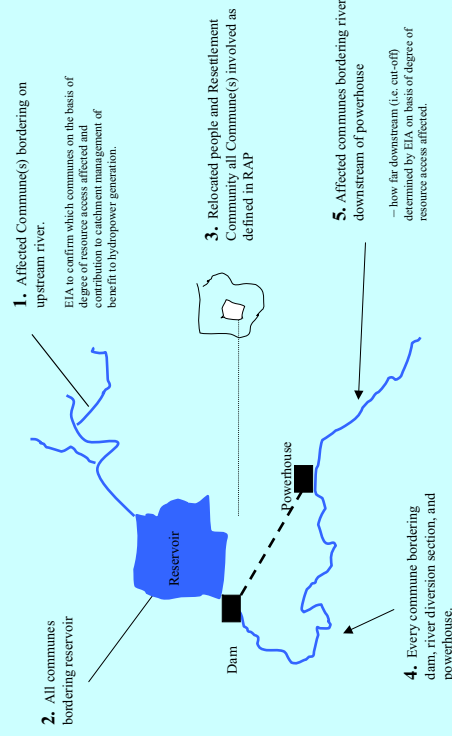 1. Affected Commune(s) bordering on
upstream river.
EIA to confirm which communes on the basis of
degree of resource access affected and
contribution to catchment management of
benefit to hydropower generation.
2. All communes
bordering reservoir
Reservoir
3. Relocated people and Resettlement
Community all Commune(s) involved as
defined in RAP
Dam
Powerhouse
4. Every commune bordering
dam, river diversion section, and
powerhouse.
5. Affected communes bordering river
downstream of powerhouse
– how far downstream (i.e. cut-off)
determined by EIA on basis of degree of
resource access affected.